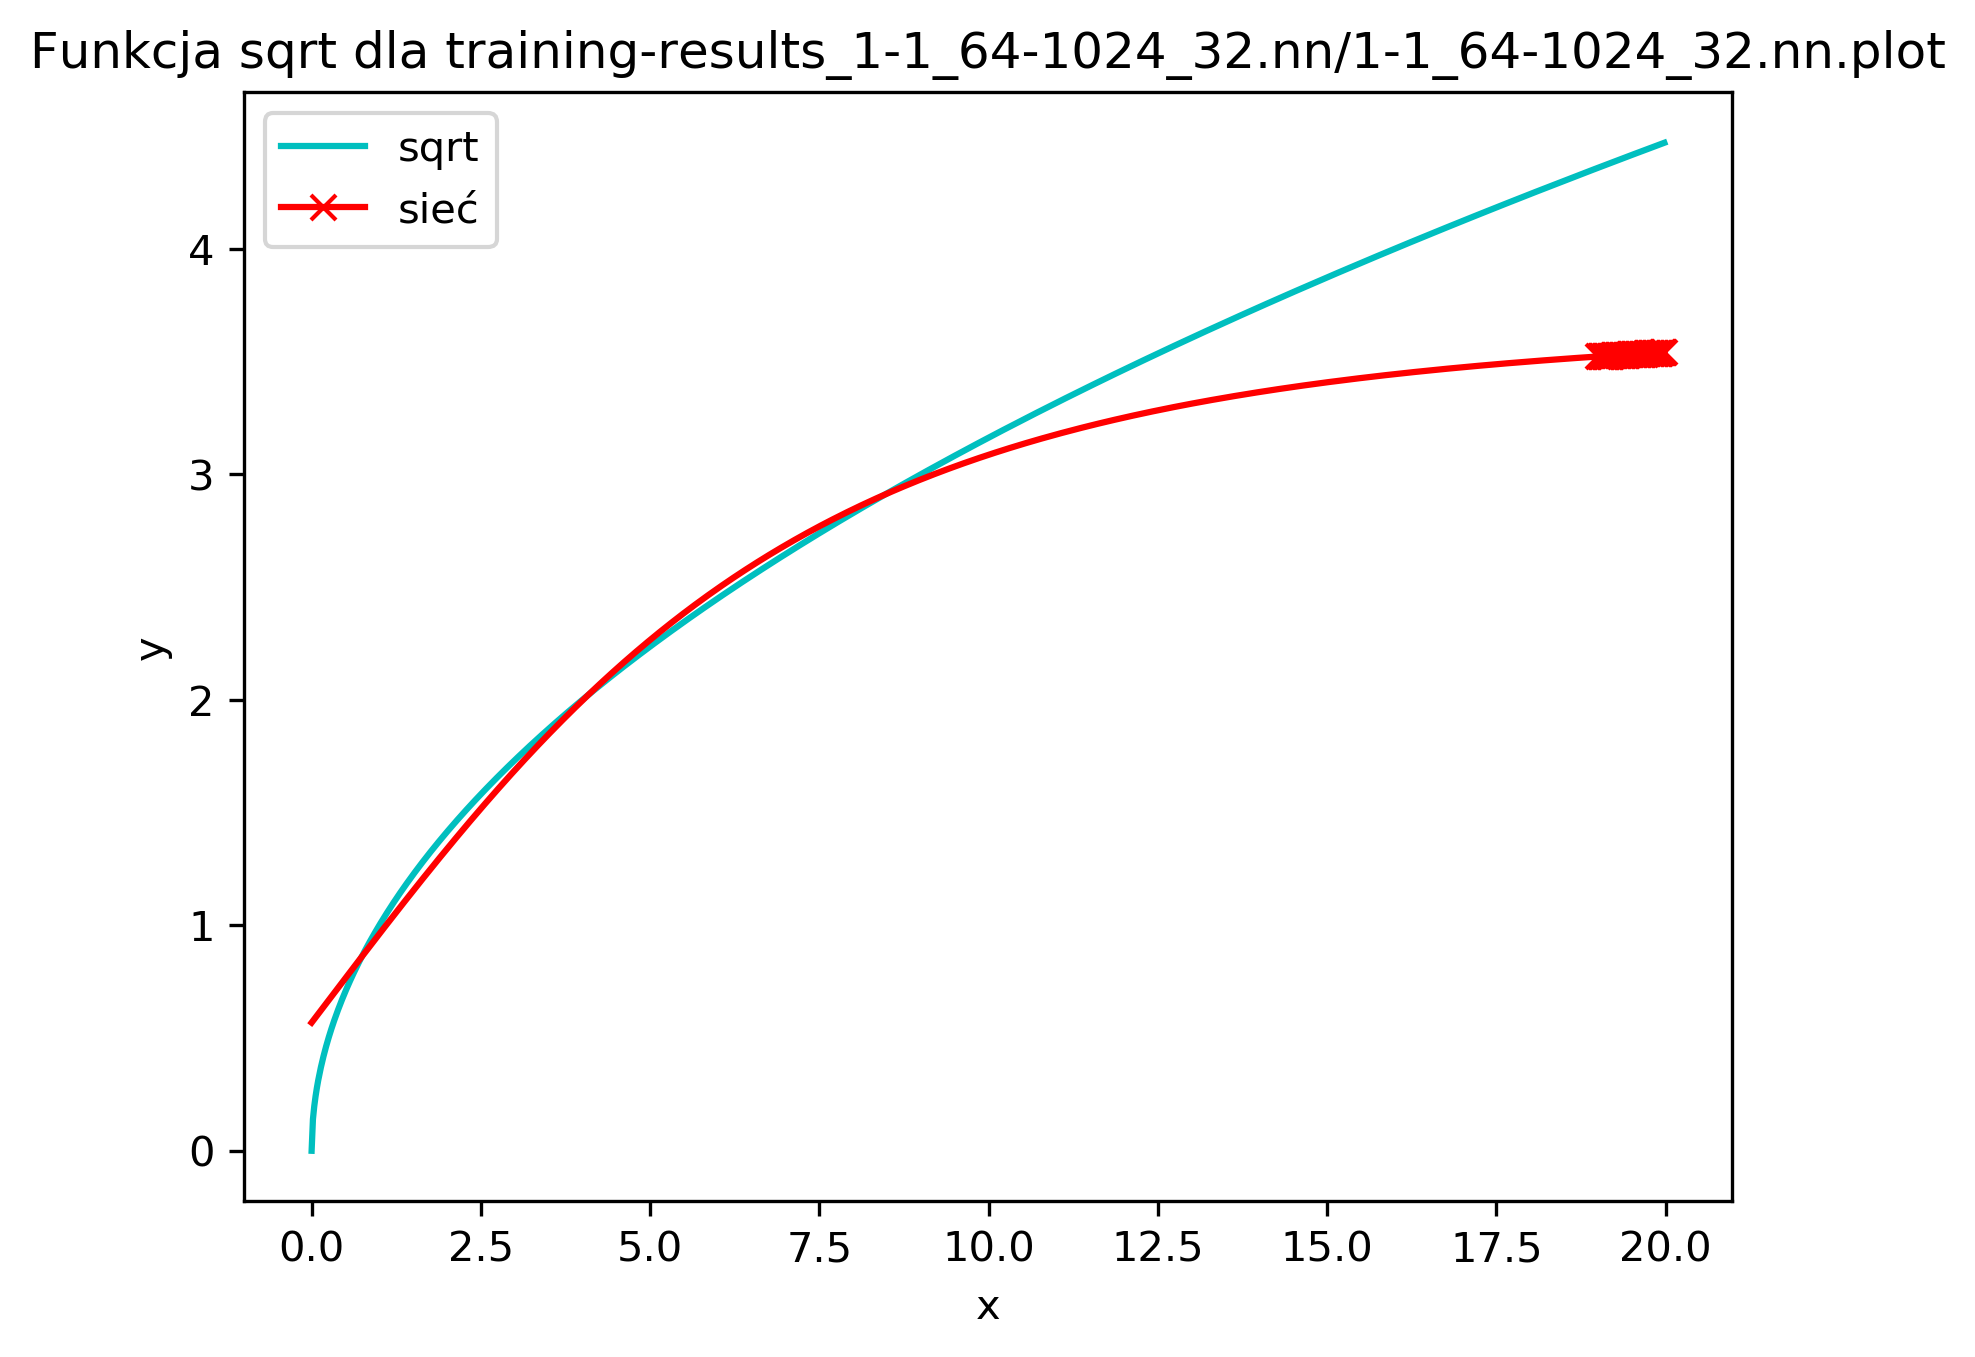 Funkcja sqrt dla training-results_1-1_64-1024_32.nn/1-1_64-1024_32.nn.plot
sqrt
sieć
4
3
2
1
0
y
0.0 2.5 5.0 7.5 10.0 12.5 15.0 17.5 20.0
x